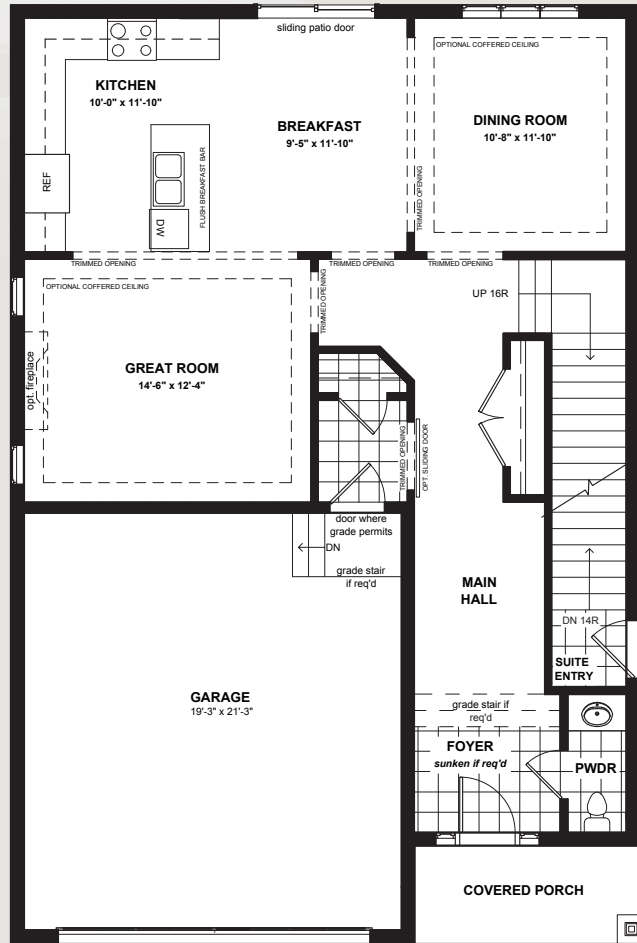 sliding patio door
OPTIONAL COFFERED CEILING
KITCHEN
10'-0" x 11'-10"
BREAKFAST
9'-5" x 11'-10"
DINING ROOM
10'-8" x 11'-10"
REF
FLUSH BREAKFAST BAR
DW
TRIMMED OPENING
TRIMMED OPENING
TRIMMED OPENING
TRIMMED OPENING
OPTIONAL COFFERED CEILING
TRIMMED OPENING
UP 16R
GREAT ROOM
14'-6" x 12'-4"
opt. fireplace
TRIMMED OPENING
OPT. SLIDING DOOR
door where
grade permits
DN
grade stair
if req'd
MAIN
HALL
DN 14R
SUITE
ENTRY
GARAGE
19'-3" x 21'-3"
grade stair if
req'd
FOYER
sunken if req'd
PWDR
COVERED PORCH